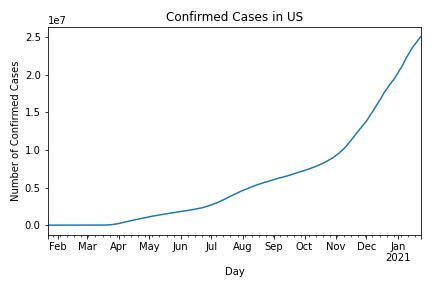 Confirmed Cases in US
1e7
2.5
2.0
1.5
1.0
0.5
0.0
Number of Confirmed Cases
Feb Mar Apr May Jun Jul Aug Sep Oct Nov Dec Jan
2021
Day